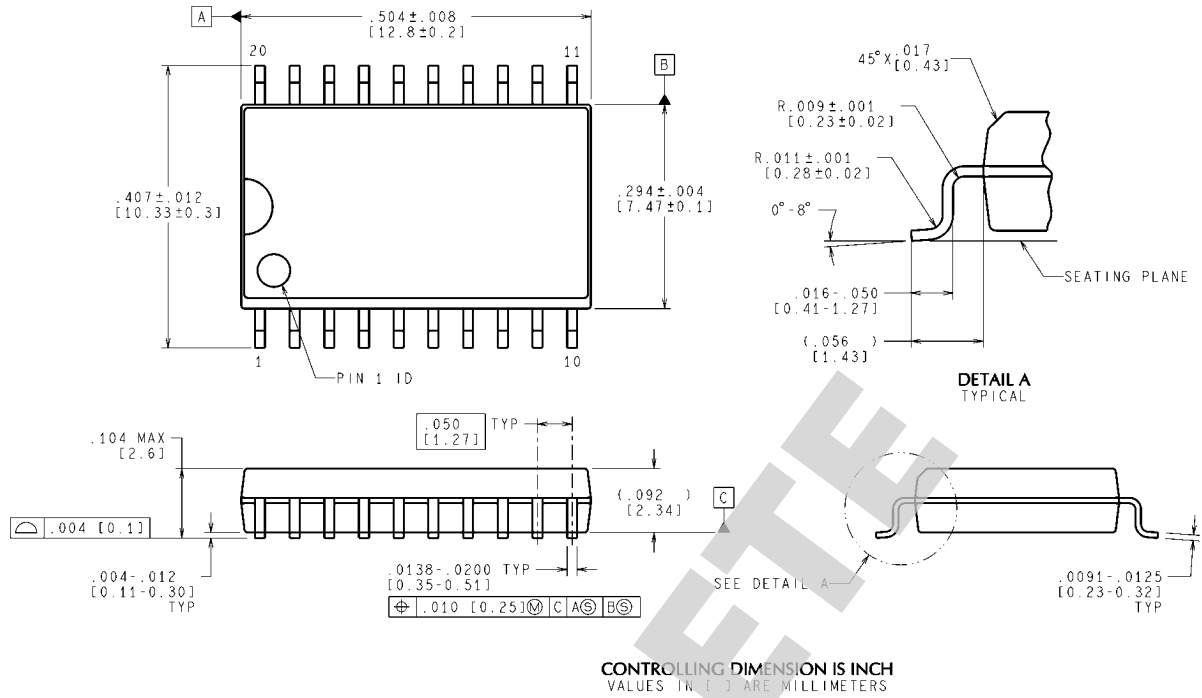 A
.504±.008
[12.8±0.2]
20
11
B
.407±.012
[10.33±0.3]
.294±.004
[7.47±0.1]
1
10
PIN 1 ID
45°X .017
[0.43]
R.009±.001
[0.23±0.02]
R.011±.001
[0.28±0.02]
0°-8°
SEATING PLANE
.016-.050
[0.41-1.27]
(.056 )
[1.43]
DETAIL A
TYPICAL
.104 MAX
[2.6]
.050 TYP
[1.27]
(.092 )
[2.34]
C
.004 [0.1]
.004-.012
[0.11-0.30]
TYP
.0138-.0200 TYP
[0.35-0.51]
⌖ .010 [0.25]Ⓜ C AⓈ BⓈ
SEE DETAIL A
.0091-.0125
[0.23-0.32]
TYP
ETE
CONTROLLING DIMENSION IS INCH
VALUES IN [ ] ARE MILLIMETERS